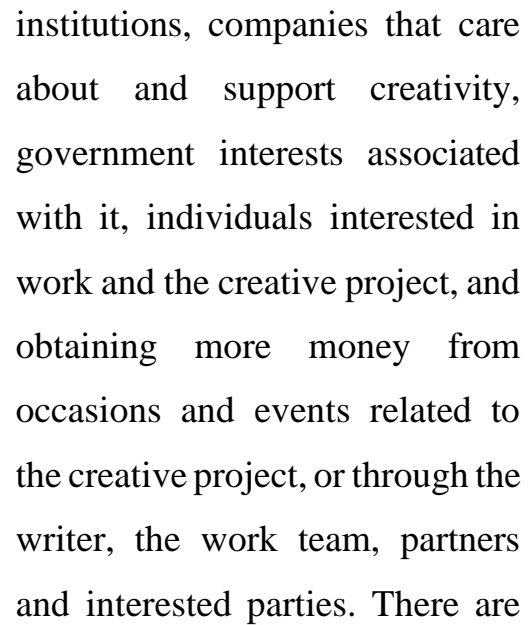 institutions, companies that care
about and support creativity,
government interests associated
with it, individuals interested in
work and the creative project, and
obtaining more money from
occasions and events related to
the creative project, or through the
writer, the work team, partners
and interested parties. There are